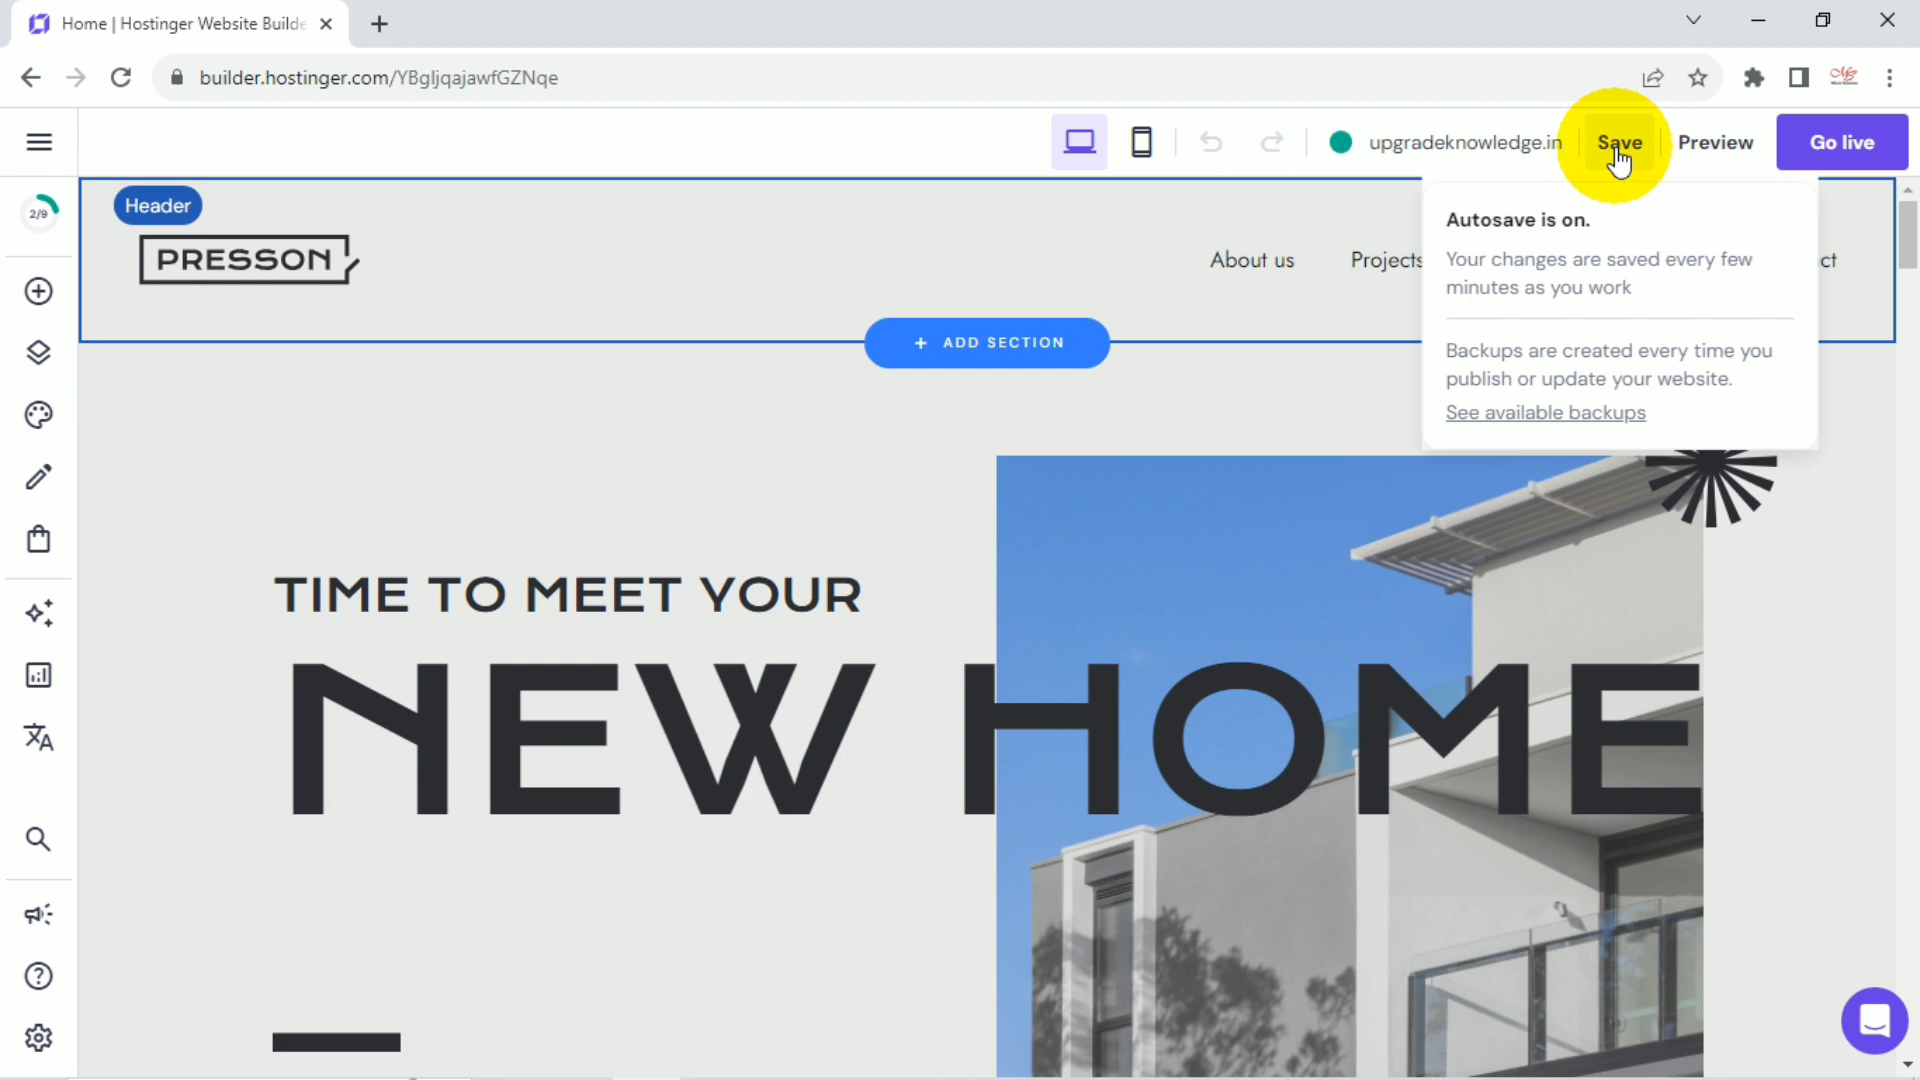 Home | Hostinger Website Builde
builder.hostinger.com/YBgljqajawfGZNqe
upgradeknowledge.in
Save
Preview
Go live
2/9
Header
PRESSON
About us
Projects
ct
Autosave is on.
Your changes are saved every few
minutes as you work
Backups are created every time you
publish or update your website.
See available backups
+ ADD SECTION
TIME TO MEET YOUR
NEW HOME